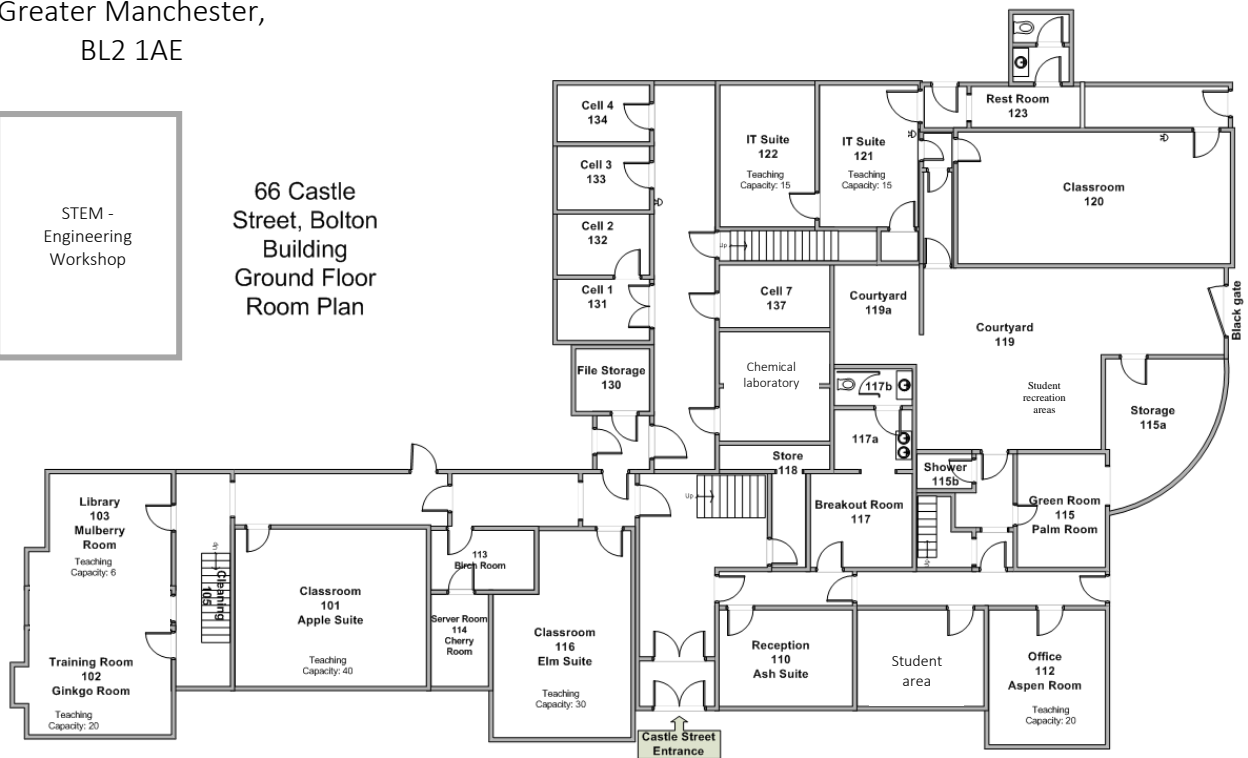 Greater Manchester,
BL2 1AE
STEM -
Engineering
Workshop
66 Castle
Street, Bolton
Building
Ground Floor
Room Plan
Cell 4
134
Cell 3
133
Cell 2
132
Cell 1
131
File Storage
130
IT Suite
122
Teaching
Capacity: 15
IT Suite
121
Teaching
Capacity: 15
Rest Room
123
Classroom
120
Up
Cell 7
137
Courtyard
119a
Courtyard
119
Black gate
Chemical
laboratory
117b
Student
recreation
areas
Storage
115a
117a
Store
118
Shower
115b
Up
Breakout Room
117
Green Room
115
Palm Room
Up
Library
103
Mulberry
Room
Teaching
Capacity: 6
Up
Cleaning
105
113
Birch Room
Classroom
101
Apple Suite
Teaching
Capacity: 40
Server Room
114
Cherry
Room
Classroom
116
Elm Suite
Teaching
Capacity: 30
Training Room
102
Ginkgo Room
Teaching
Capacity: 20
Reception
110
Ash Suite
Student
area
Office
112
Aspen Room
Teaching
Capacity: 20
Castle Street
Entrance